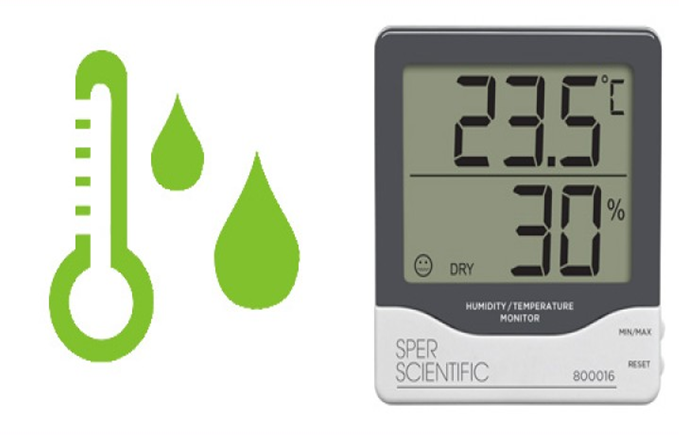 23.5°C
30%
DRY
HUMIDITY/TEMPERATURE
MONITOR
MIN/MAX
SPER
SCIENTIFIC
RESET
800016